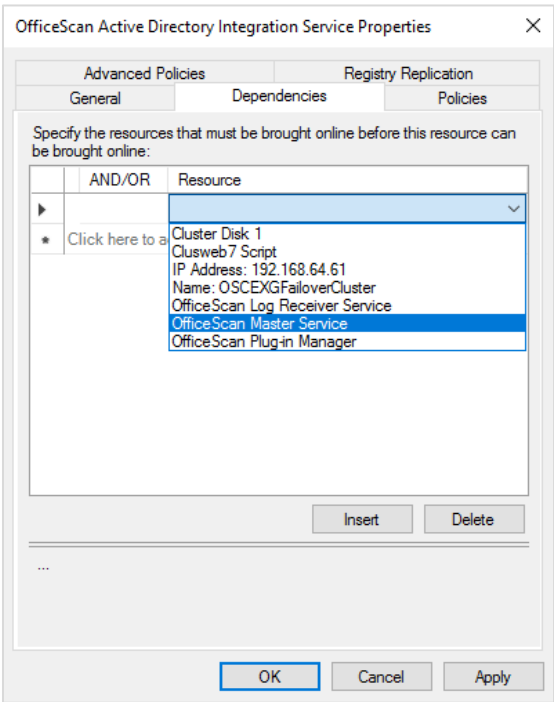 OfficeScan Active Directory Integration Service Properties
Advanced Policies Registry Replication
General Dependencies Policies
Specify the resources that must be brought online before this resource can
be brought online:
AND/OR Resource
Click here to a
Cluster Disk 1
Clusweb7 Script
IP Address: 192.168.64.61
Name: OSCEXGFailoverCluster
OfficeScan Log Receiver Service
OfficeScan Master Service
OfficeScan Plug-in Manager
Insert Delete
...
OK Cancel Apply